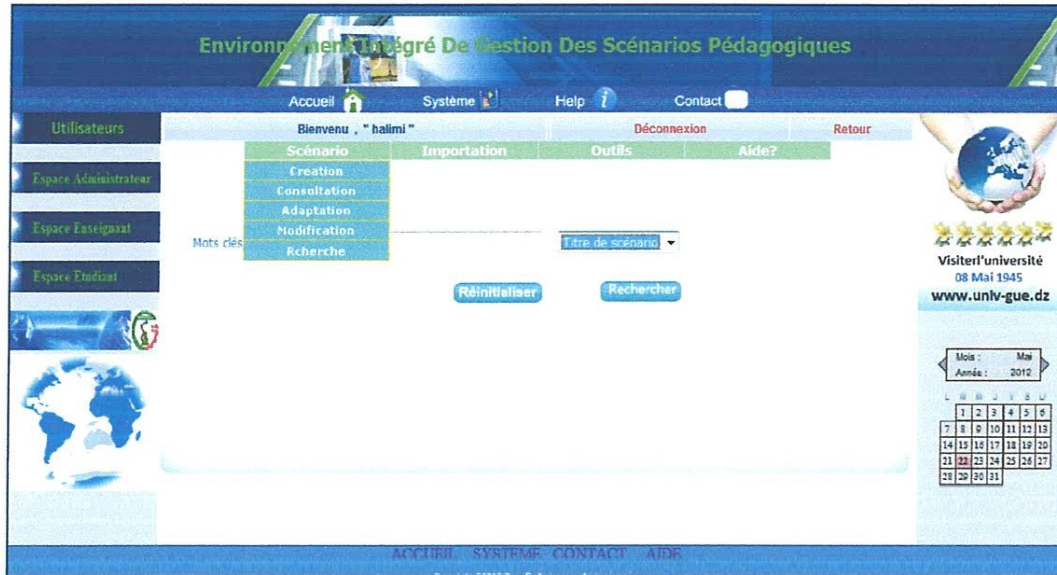 Environnement Intégré De Gestion Des Scénarios Pédagogiques
Accueil Système Help Contact
Utilisateurs
Espace Administrateur
Espace Enseignant
Espace Etudiant
Bienvenu , " halimi " Déconnexion Retour
Scénario Importation Outils Aide?
Creation
Consultation
Adaptation
Modification
Rcherche
Mots clés
Titre de scénario
Réinitialiser Rechercher
Visiterl'université
08 Mai 1945
www.univ-gue.dz
Mois : Mai
Année : 2012
L M M J V S D
1 2 3 4 5 6
7 8 9 10 11 12 13
14 15 16 17 18 19 20
21 22 23 24 25 26 27
28 29 30 31
ACCUEIL SYSTEME CONTACT AIDE